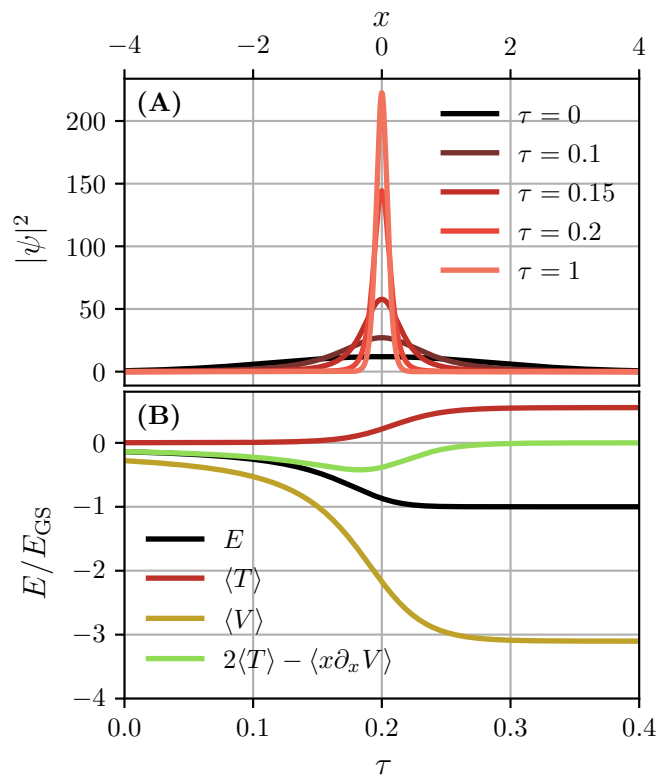 x
−4 −2 0 2 4
(A)
200
150
100
50
0
|ψ|²
τ = 0
τ = 0.1
τ = 0.15
τ = 0.2
τ = 1
(B)
0
−1
−2
−3
−4
E/E_GS
E
⟨T⟩
⟨V⟩
2⟨T⟩ − ⟨x∂ₓV⟩
0.0 0.1 0.2 0.3 0.4
τ